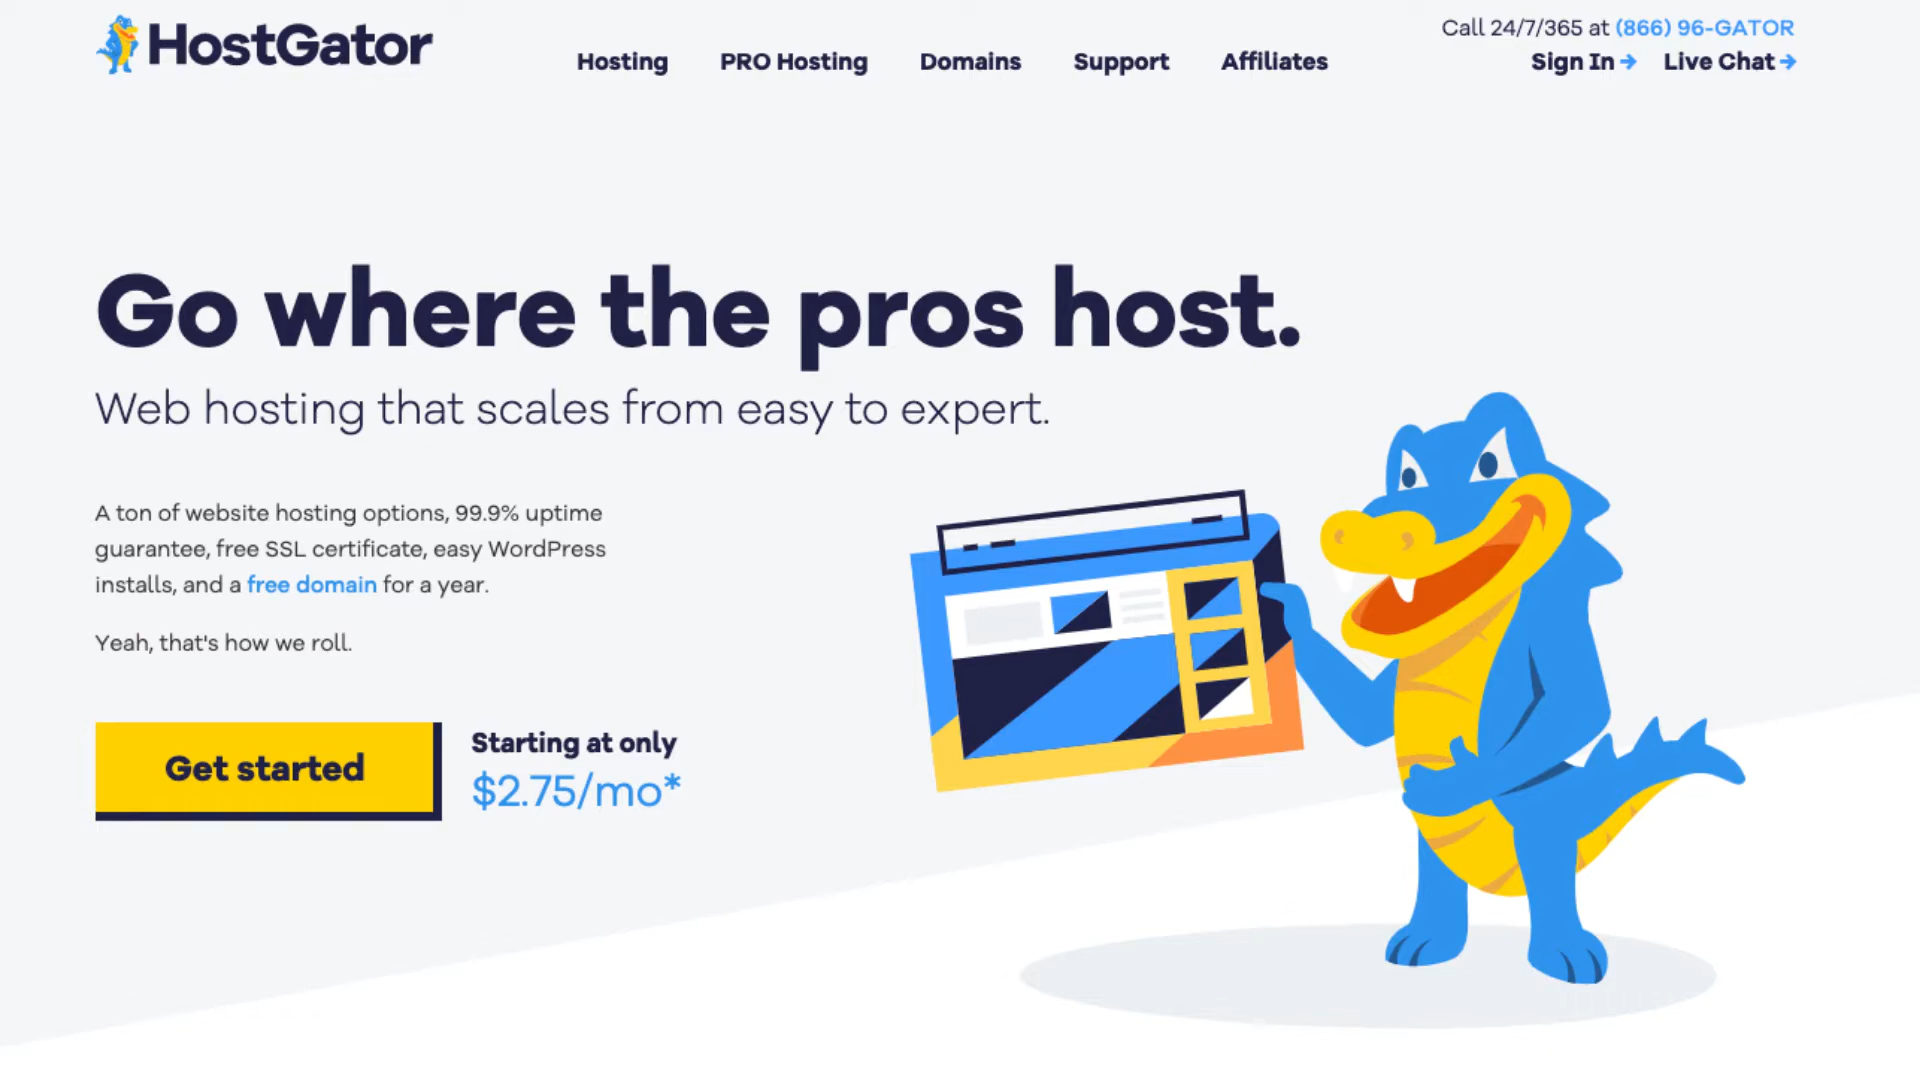 HostGator
Hosting
PRO Hosting
Domains
Support
Affiliates
Call 24/7/365 at (866) 96-GATOR
Sign In →
Live Chat →
Go where the pros host.
Web hosting that scales from easy to expert.
A ton of website hosting options, 99.9% uptime
guarantee, free SSL certificate, easy WordPress
installs, and a free domain for a year.
Yeah, that's how we roll.
Get started
Starting at only
$2.75/mo*